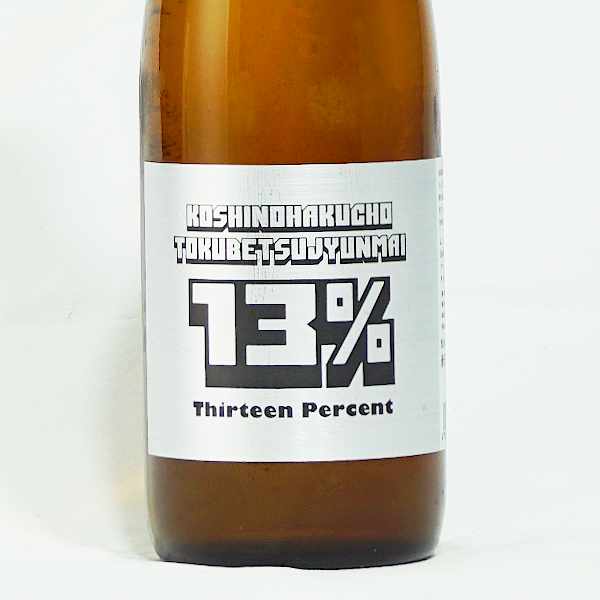 KOSHINOHAKUCHO
TOKUBETSUJYUNMAI
13%
Thirteen Percent